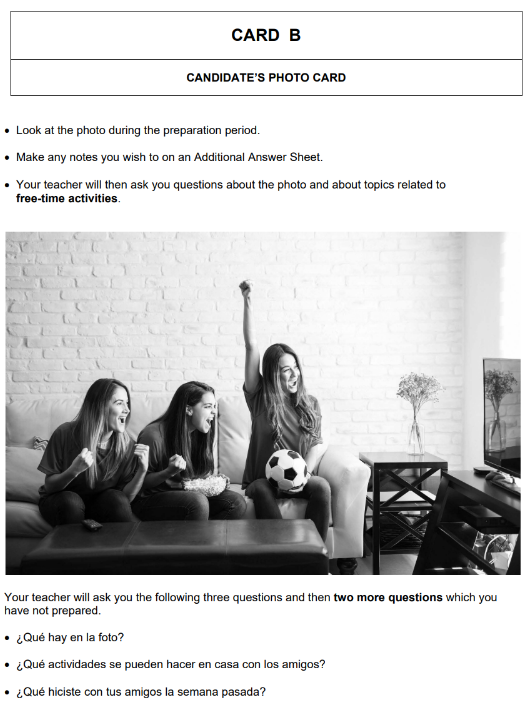 CARD B
CANDIDATE'S PHOTO CARD
• Look at the photo during the preparation period.
• Make any notes you wish to on an Additional Answer Sheet.
• Your teacher will then ask you questions about the photo and about topics related to
free-time activities.
Your teacher will ask you the following three questions and then two more questions which you
have not prepared.
• ¿Qué hay en la foto?
• ¿Qué actividades se pueden hacer en casa con los amigos?
• ¿Qué hiciste con tus amigos la semana pasada?